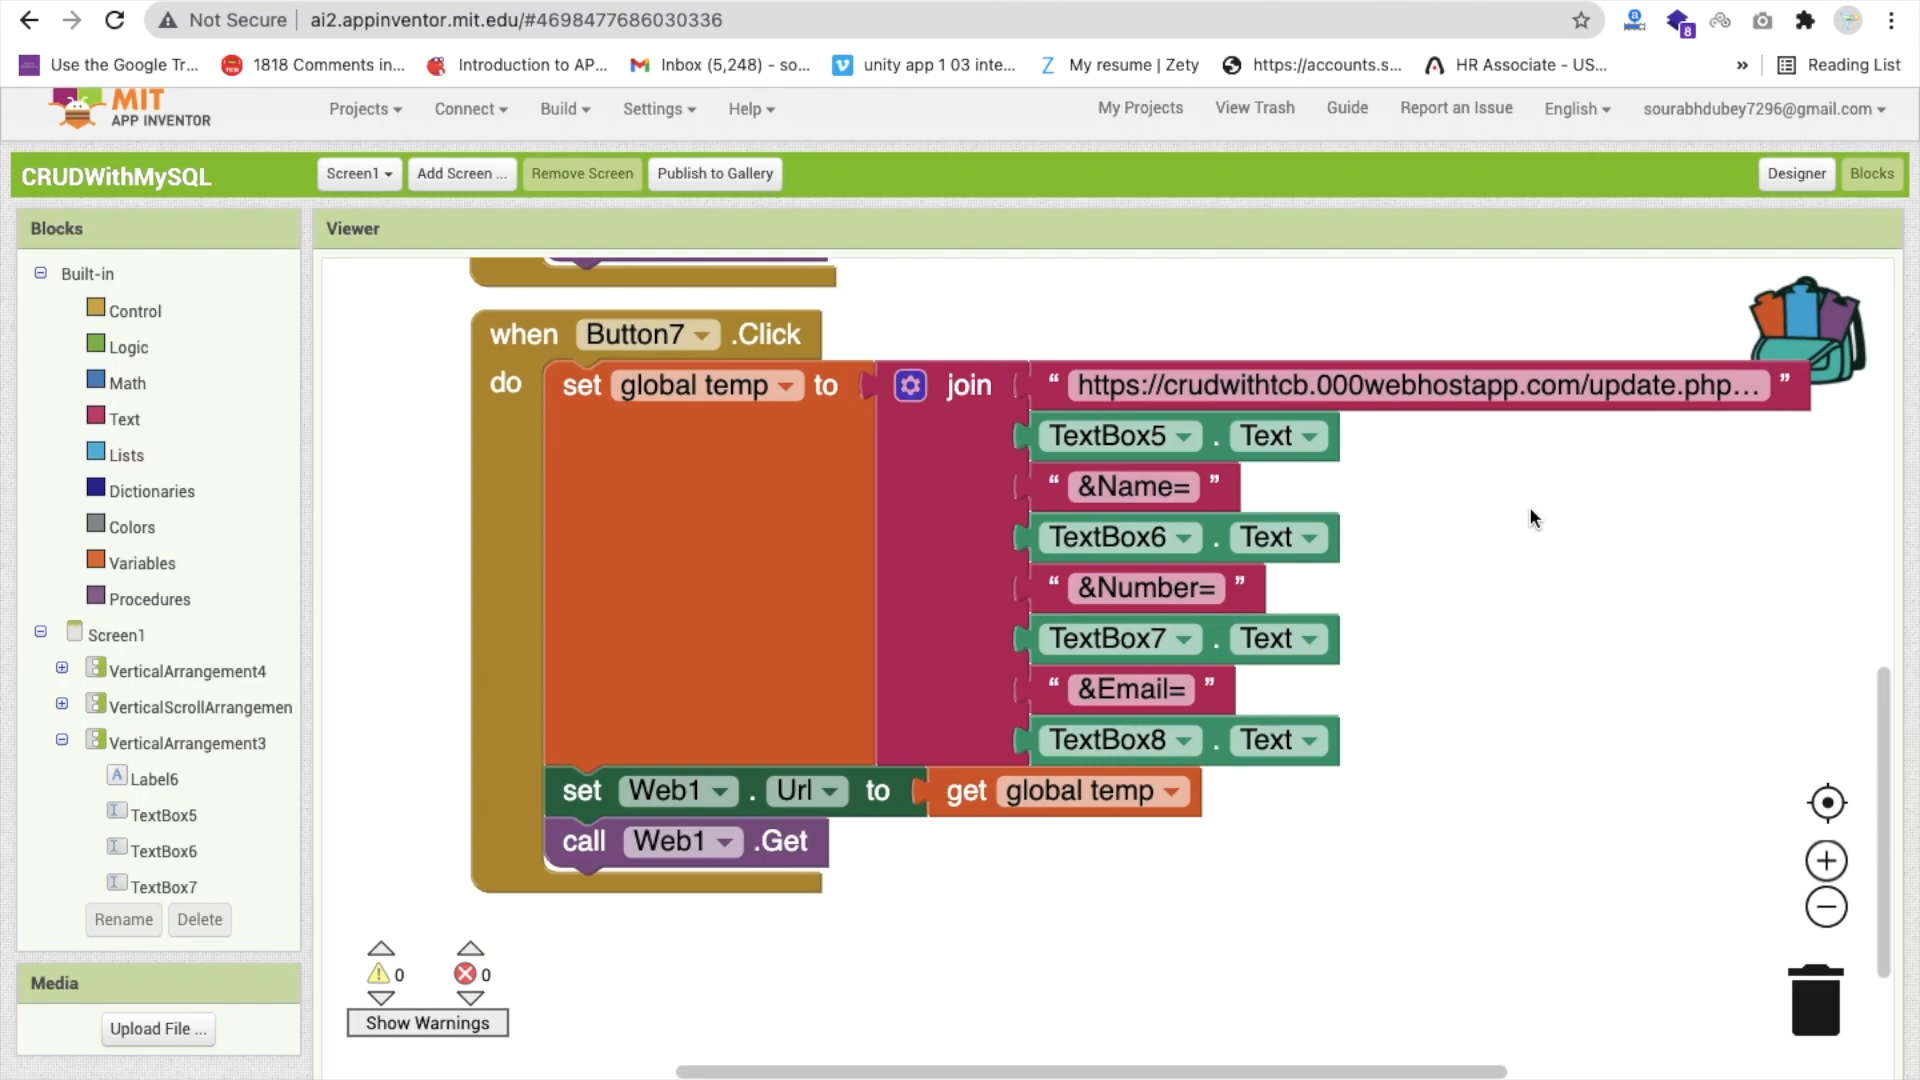 Not Secure | ai2.appinventor.mit.edu/#4698477686030336
8
Use the Google Tr... 1818 Comments in... Introduction to AP... Inbox (5,248) - so... unity app 1 03 inte... My resume | Zety https://accounts.s... HR Associate - US... » Reading List
MIT
APP INVENTOR
Projects Connect Build Settings Help My Projects View Trash Guide Report an Issue English sourabhdubey7296@gmail.com
CRUDWithMySQL Screen1 Add Screen ... Remove Screen Publish to Gallery Designer Blocks
Blocks
Viewer
Built-in
Control
Logic
Math
Text
Lists
Dictionaries
Colors
Variables
Procedures
Screen1
VerticalArrangement4
VerticalScrollArrangemen
VerticalArrangement3
Label6
TextBox5
TextBox6
TextBox7
Rename Delete
Media
Upload File ...
when Button7 .Click
do set global temp to join “ https://crudwithtcb.000webhostapp.com/update.php... ”
TextBox5 . Text
“ &Name= ”
TextBox6 . Text
“ &Number= ”
TextBox7 . Text
“ &Email= ”
TextBox8 . Text
set Web1 . Url to get global temp
call Web1 .Get
0 0
Show Warnings